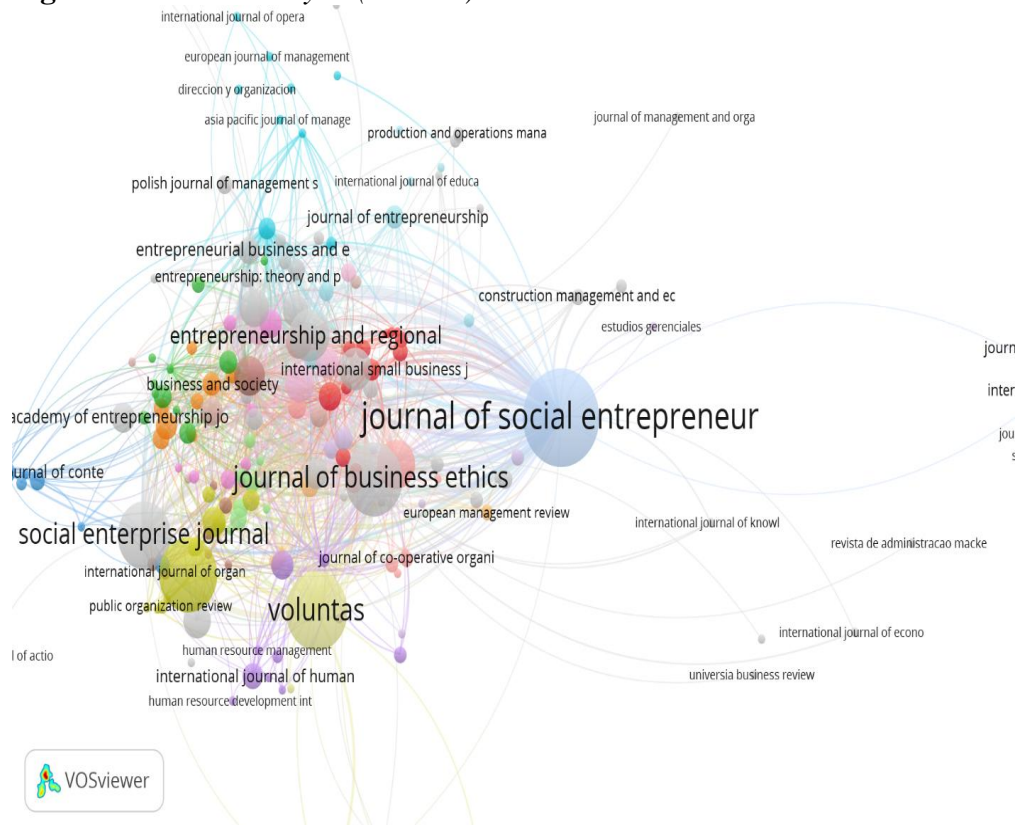 international journal of opera
european journal of management
direccion y organizacion
asia pacific journal of manage
journal of management and orga
production and operations mana
polish journal of management s
international journal of educa
journal of entrepreneurship
entrepreneurial business and e
entrepreneurship: theory and p
construction management and ec
estudios gerenciales
entrepreneurship and regional
journ
international small business j
business and society
inter
academy of entrepreneurship jo
journal of social entrepreneur
jou
s
urnal of conte
journal of business ethics
european management review
international journal of knowl
social enterprise journal
revista de administracao macke
journal of co-operative organi
international journal of organ
public organization review
voluntas
international journal of econo
l of actio
human resource management
international journal of human
universia business review
human resource development int
VOSviewer